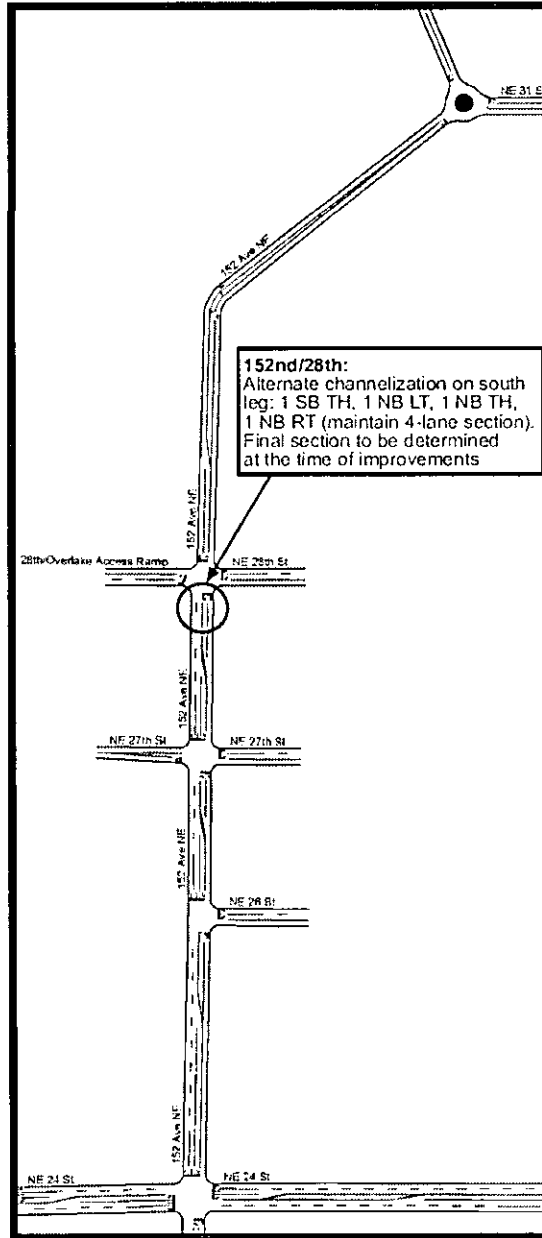 NE 31 S
152 Ave NE
152nd/28th:
Alternate channelization on south
leg: 1 SB TH, 1 NB LT, 1 NB TH,
1 NB RT (maintain 4-lane section).
Final section to be determined
at the time of improvements
152 Ave NE
28th/Overlake Access Ramp
NE 28th St
152 Ave NE
NE 27th St
NE 27th St
152 Ave NE
NE 26 St
152 Ave NE
NE 24 St
NE 24 St